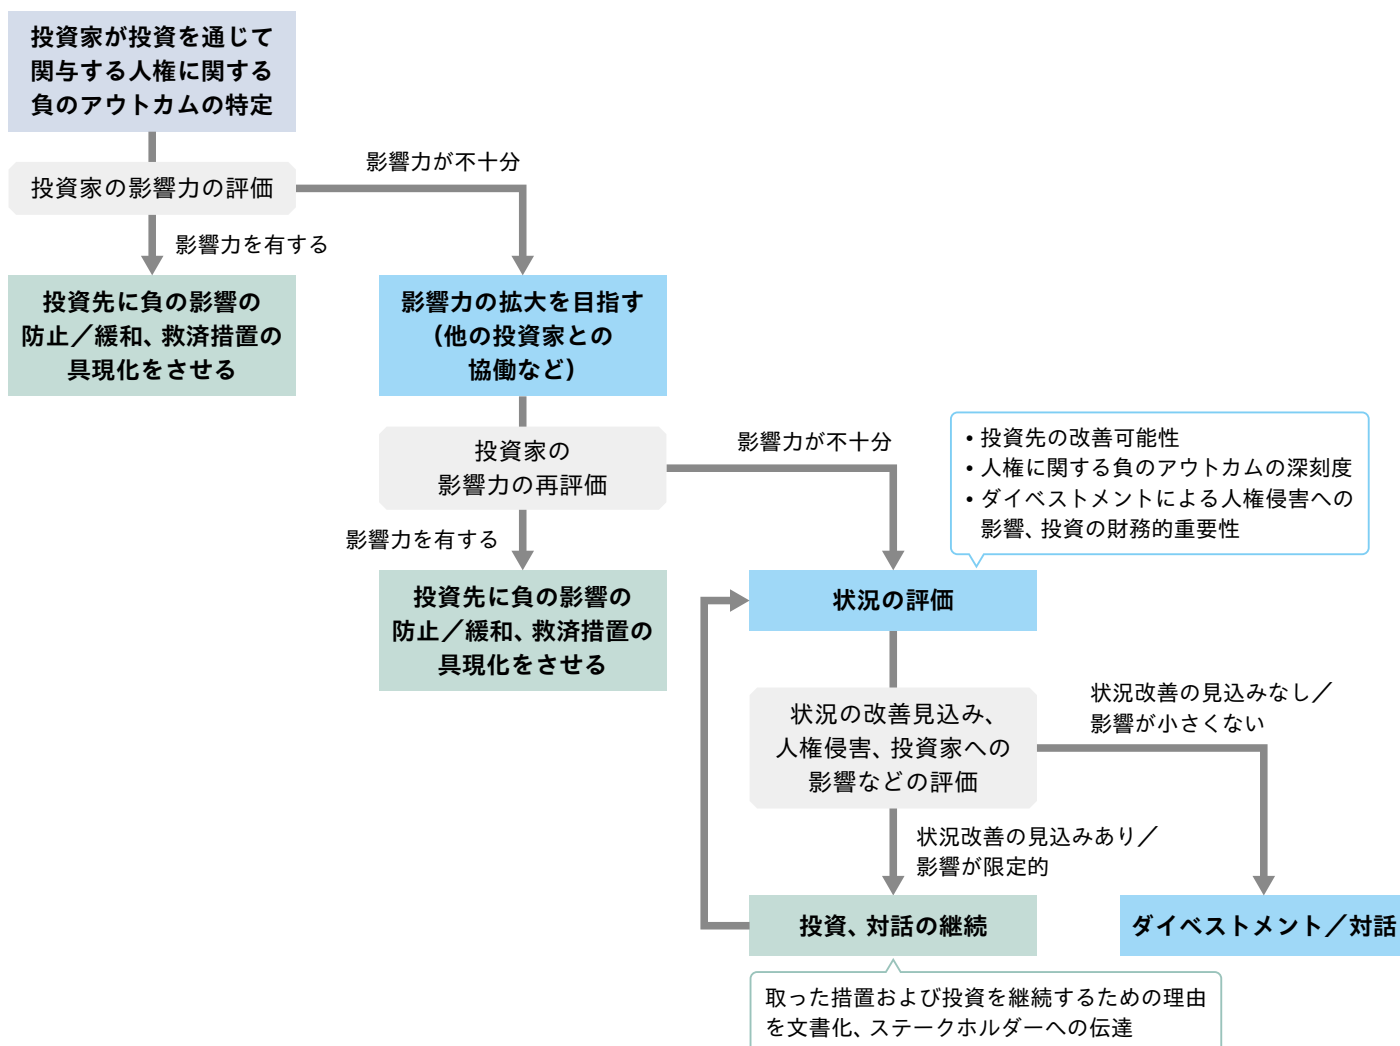 投資家が投資を通じて
関与する人権に関する
負のアウトカムの特定
影響力が不十分
投資家の影響力の評価
影響力を有する
投資先に負の影響の
防止／緩和、救済措置の
具現化をさせる
影響力の拡大を目指す
(他の投資家との
協働など)
投資家の
影響力の再評価
影響力が不十分
• 投資先の改善可能性
• 人権に関する負のアウトカムの深刻度
• ダイベストメントによる人権侵害への
影響、投資の財務的重要性
影響力を有する
投資先に負の影響の
防止／緩和、救済措置の
具現化をさせる
状況の評価
状況の改善見込み、
人権侵害、投資家への
影響などの評価
状況改善の見込みなし／
影響が小さくない
状況改善の見込みあり／
影響が限定的
投資、対話の継続
ダイベストメント／対話
取った措置および投資を継続するための理由
を文書化、ステークホルダーへの伝達